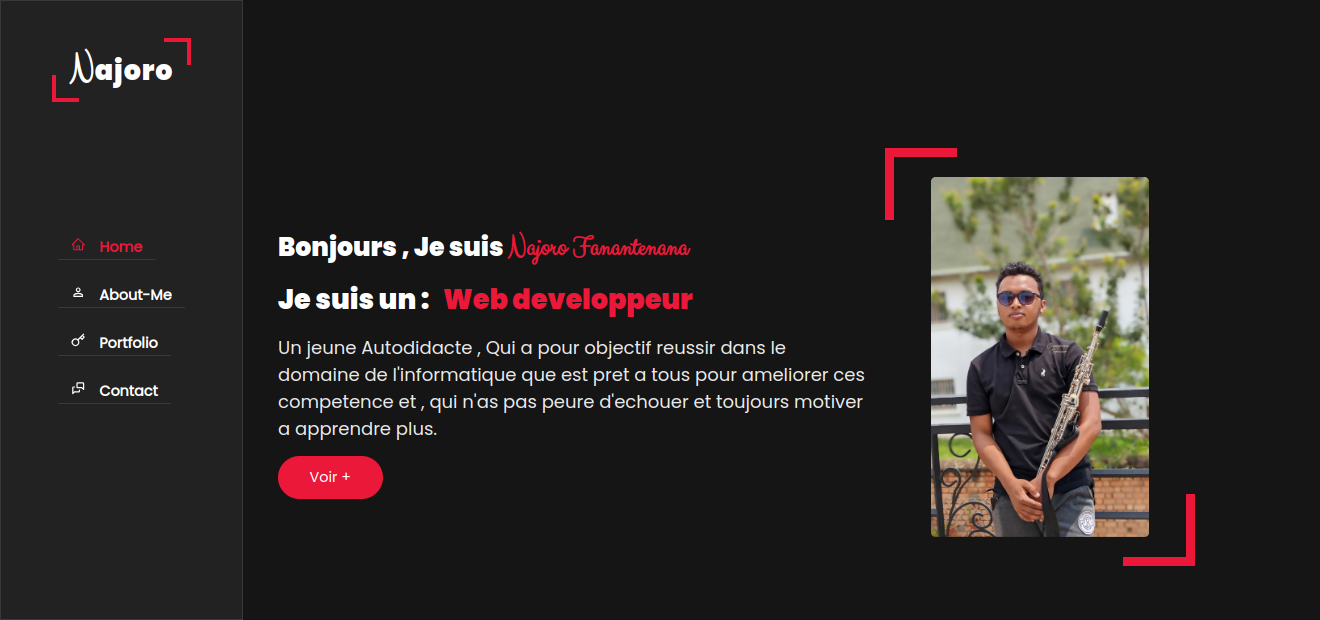 Najoro
Home
About-Me
Portfolio
Contact
Bonjours , Je suis Najoro Fanantenana
Je suis un : Web developpeur
Un jeune Autodidacte , Qui a pour objectif reussir dans le
domaine de l'informatique que est pret a tous pour ameliorer ces
competence et , qui n'as pas peure d'echouer et toujours motiver
a apprendre plus.
Voir +